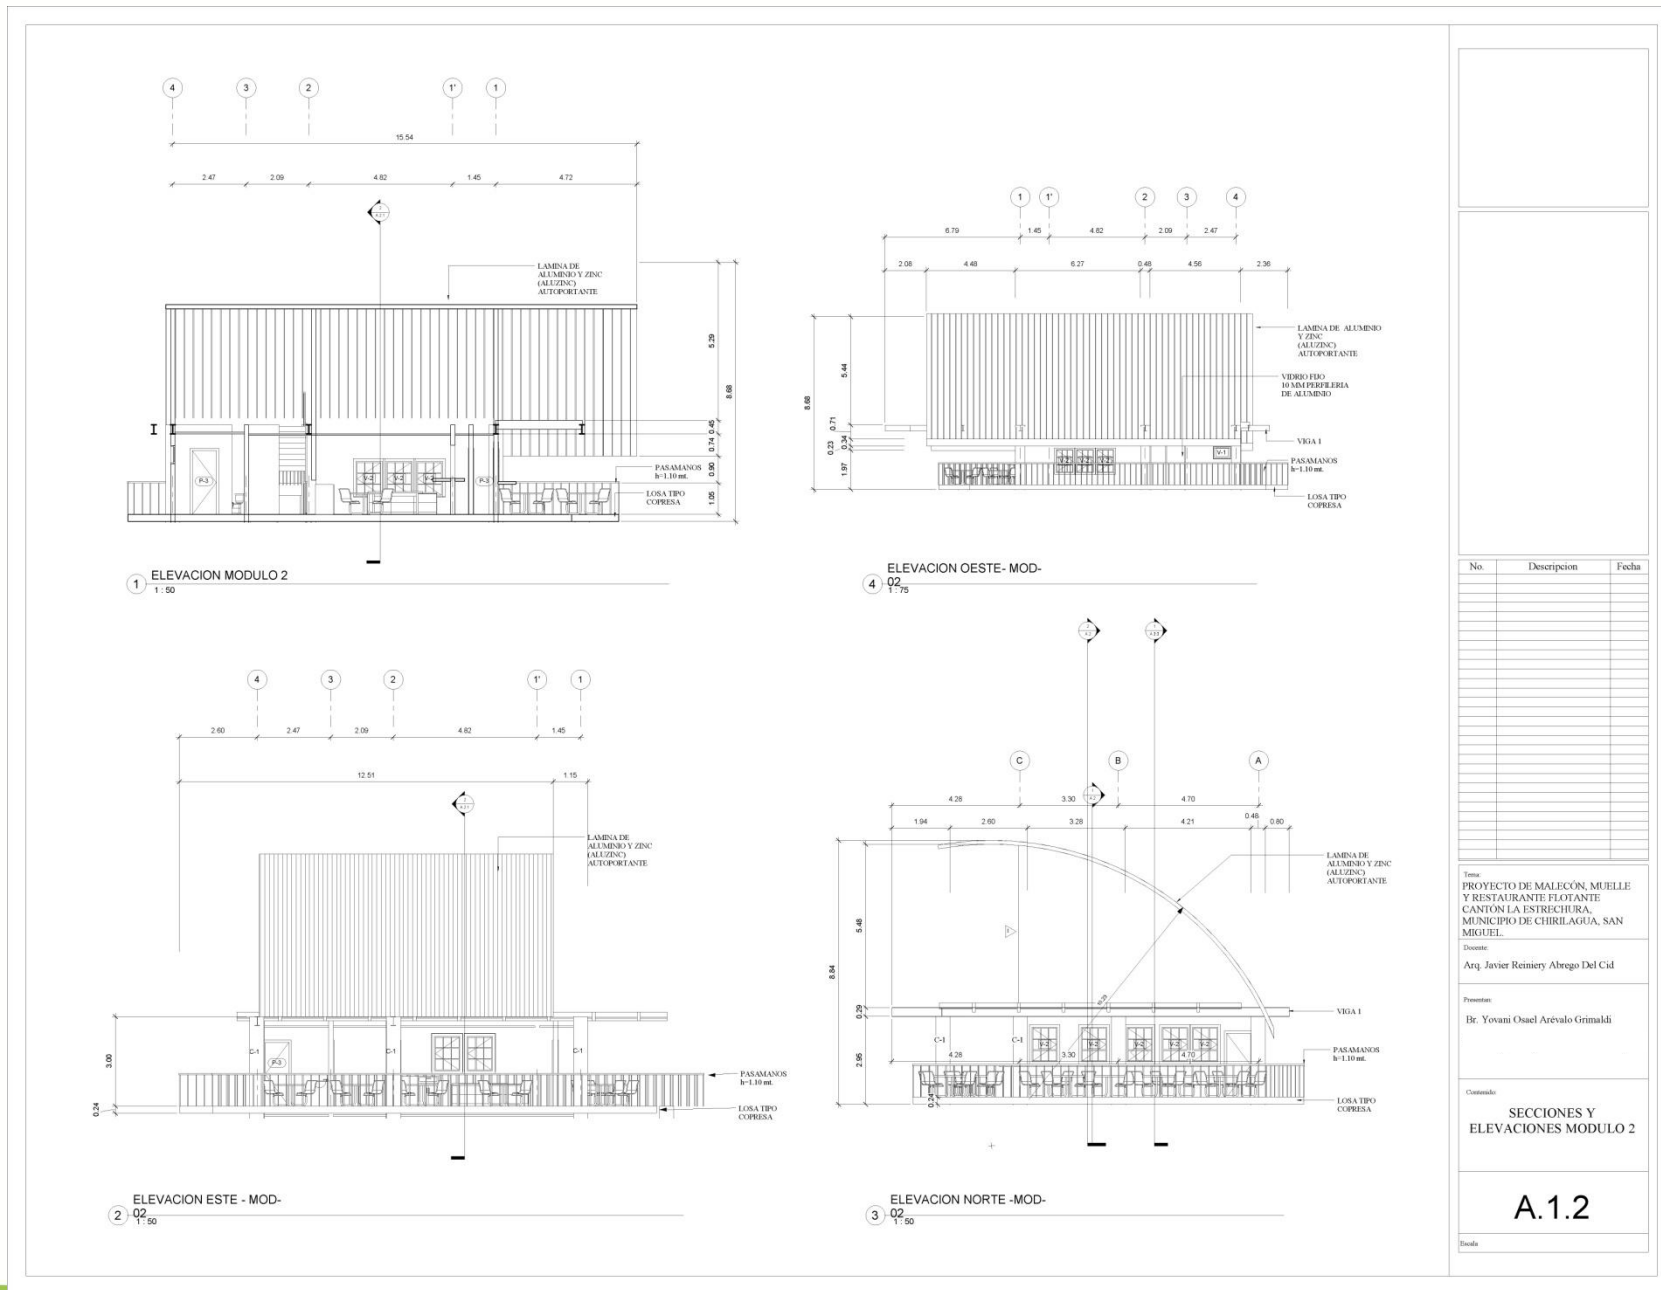 4 3 2 1' 1
15.54
2.47 2.09 4.82 1.45 4.72
LAMINA DE
ALUMINIO Y ZINC
(ALUZINC)
AUTOPORTANTE
5.29
8.68
0.45
0.74
0.90
1.05
P-3
V-2 V-2 V-2
P-3
PASAMANOS
h=1.10 mt.
LOSA TIPO
COPRESA
1 ELEVACION MODULO 2
1 : 50
1 1' 2 3 4
6.79 1.45 4.82 2.09 2.47
2.08 4.48 6.27 0.48 4.56 2.36
LAMINA DE ALUMINIO
Y ZINC
(ALUZINC)
AUTOPORTANTE
VIDRIO FIJO
10 MM PERFILERIA
DE ALUMINIO
8.68
5.44
0.71
0.34
0.23
1.97
V-2 V-2 V-2
V-1
VIGA 1
PASAMANOS
h=1.10 mt.
LOSA TIPO
COPRESA
4 ELEVACION OESTE- MOD-
02
1 : 75
4 3 2 1' 1
2.60 2.47 2.09 4.82 1.45
12.51 1.15
LAMINA DE
ALUMINIO Y ZINC
(ALUZINC)
AUTOPORTANTE
3.00
0.24
C-1 C-1 C-1
P-3
PASAMANOS
h=1.10 mt.
LOSA TIPO
COPRESA
2 ELEVACION ESTE - MOD-
02
1 : 50
C B A
4.28 3.30 4.70
1.94 2.60 3.28 4.21 0.46 0.80
LAMINA DE
ALUMINIO Y ZINC
(ALUZINC)
AUTOPORTANTE
5.48
8.84
0.29
2.95
0.24
VIGA 1
C-1 C-1
V-2 V-2 V-2 V-2 V-2
4.28 3.30 4.70
PASAMANOS
h=1.10 mt.
LOSA TIPO
COPRESA
3 ELEVACION NORTE -MOD-
02
1 : 50
No. Descripcion Fecha
Tema:
PROYECTO DE MALECÓN, MUELLE
Y RESTAURANTE FLOTANTE
CANTÓN LA ESTRECHURA,
MUNICIPIO DE CHIRILAGUA, SAN
MIGUEL.
Docente:
Arq. Javier Reiniery Abrego Del Cid
Presentan:
Br. Yovani Osael Arévalo Grimaldi
Contenido:
SECCIONES Y
ELEVACIONES MODULO 2
A.1.2
Escala